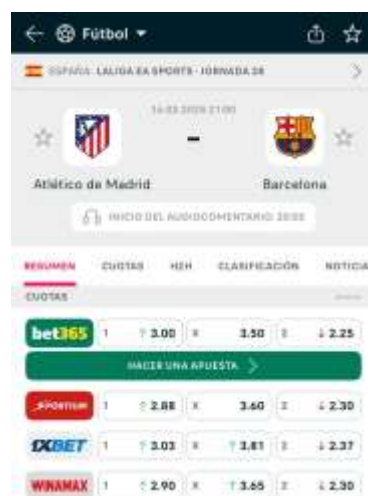 Fútbol
ESPAÑA: LALIGA EA SPORTS - JORNADA 28
16.03.2025 21:00
-
Atlético de Madrid
Barcelona
INICIO DEL AUDIOCOMENTARIO: 20:55
RESUMEN CUOTAS H2H CLASIFICACIÓN NOTICIA
CUOTAS
bet365 1 ↑ 3.00 X 3.50 2 ↓ 2.25
HACER UNA APUESTA >
SPORTIUM 1 ↑ 2.88 X 3.60 2 ↓ 2.30
1XBET 1 ↑ 3.03 X ↑ 3.81 2 ↓ 2.37
WINAMAX 1 ↑ 2.90 X ↑ 3.65 2 ↓ 2.30